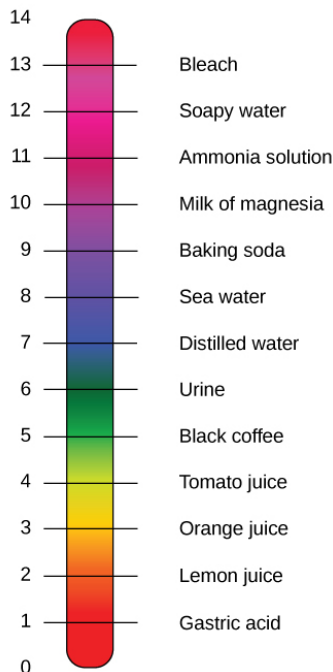 14
13 Bleach
12 Soapy water
11 Ammonia solution
10 Milk of magnesia
9 Baking soda
8 Sea water
7 Distilled water
6 Urine
5 Black coffee
4 Tomato juice
3 Orange juice
2 Lemon juice
1 Gastric acid
0